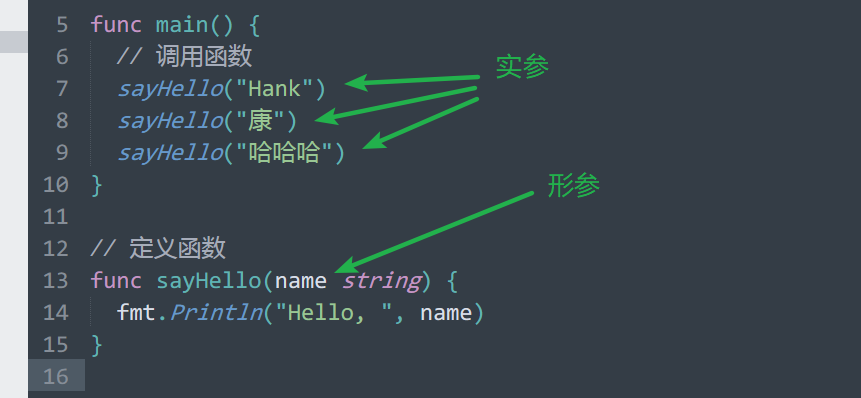 5 func main() {
6 // 调用函数
7 sayHello("Hank")
实参
8 sayHello("康")
9 sayHello("哈哈哈")
10 }
形参
11
12 // 定义函数
13 func sayHello(name string) {
14 fmt.Println("Hello, ", name)
15 }
16